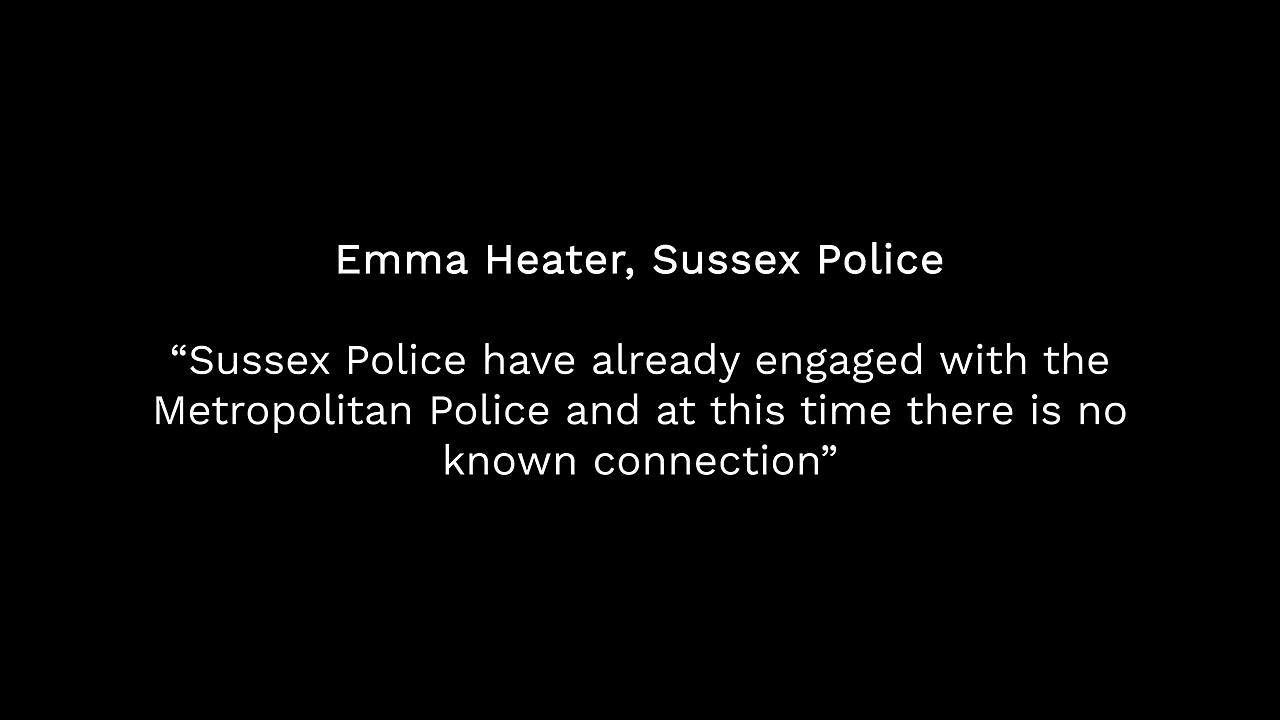 Emma Heater, Sussex Police
“Sussex Police have already engaged with the
Metropolitan Police and at this time there is no
known connection”